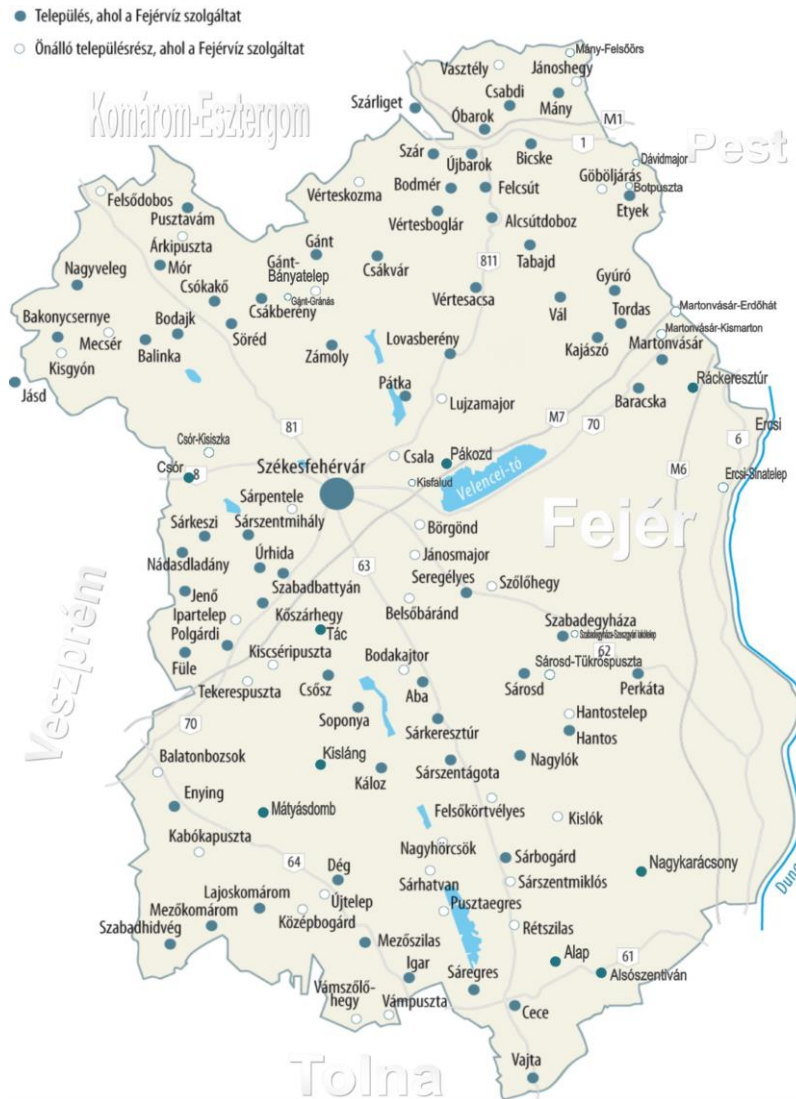 Település, ahol a Fejérvíz szolgáltat
Önálló településrész, ahol a Fejérvíz szolgáltat
Mány-Felsőörs
Vasztély
Jánoshegy
Csabdi
Mány
Szárliget
Óbarok
Komárom-Esztergom
M1
1
Pest
Szár
Újbarok
Bicske
Dávidmajor
Göböljárás
Botpuszta
Vérteskozma
Bodmér
Felcsút
Etyek
Felsődobos
Pusztavám
Vértesboglár
Alcsútdoboz
Árkipuszta
Gánt
Tabajd
Mór
Gánt-
Bányatelep
Csákvár
811
Nagyveleg
Csókakő
Gánt-Gránás
Gyúró
Csákberény
Vértesacsa
Vál
Martonvásár-Erdőhát
Bakonycsernye
Bodajk
Tordas
Mecsér
Söréd
Lovasberény
Martonvásár-Kismarton
Balinka
Zámoly
Kajászó
Martonvásár
Kisgyón
Jásd
Pátka
Ráckeresztúr
Lujzamajor
Baracska
M7
70
81
Ercsi
6
Csór-Kisiszka
Csala
Pákozd
Csór
8
Székesfehérvár
M6
Velencei-tó
Kisfalud
Ercsi-Sinatelep
Sárpentele
Fejér
Sárkeszi
Sárszentmihály
Börgönd
Nádasdladány
Úrhida
63
Jánosmajor
Szabadbattyán
Seregélyes
Szőlőhegy
Jenő
Ipartelep
Kőszárhegy
Belsőbáránd
Veszprém
Polgárdi
Tác
Szabadegyháza
Szabadegyháza-Szeszgyári lakótelep
62
Füle
Kiscséripuszta
Bodakajtor
Tekerespuszta
Csősz
Aba
Sárosd
Sárosd-Tükröspuszta
Perkáta
70
Soponya
Sárkeresztúr
Hantostelep
Hantos
Balatonbozsok
Kisláng
Káloz
Sárszentágota
Nagylók
Enying
Mátyásdomb
Felsőkörtvélyes
Kislók
Kabókapuszta
Nagyhörcsök
64
Dég
Sárbogárd
Nagykarácsony
Sárhatvan
Sárszentmiklós
Lajoskomárom
Újtelep
Pusztaegres
Mezőkomárom
Középbogárd
Rétszilas
Szabadhidvég
Mezőszilas
Alap
61
Igar
Sáregres
Alsószentiván
Vámszőlő-
hegy
Vámpuszta
Cece
Tolna
Vajta